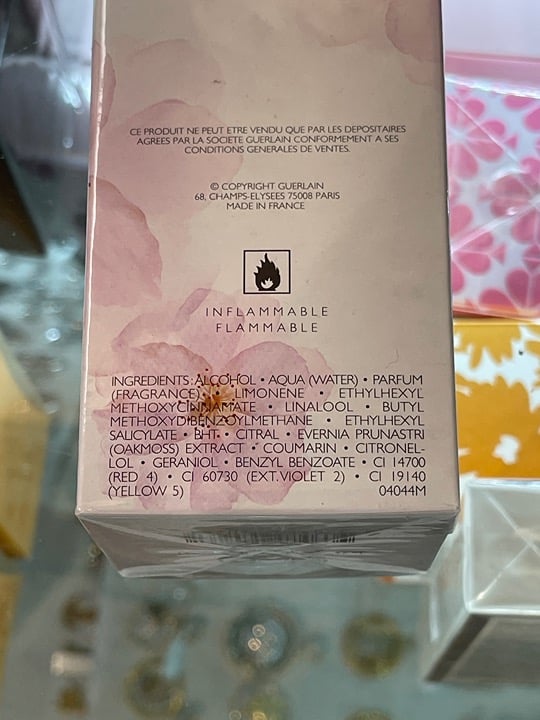 CE PRODUIT NE PEUT ETRE VENDU QUE PAR LES DEPOSITAIRES
AGREES PAR LA SOCIETE GUERLAIN CONFORMEMENT A SES
CONDITIONS GENERALES DE VENTES.
© COPYRIGHT GUERLAIN
68, CHAMPS-ELYSEES 75008 PARIS
MADE IN FRANCE
INFLAMMABLE
FLAMMABLE
INGREDIENTS: ALCOHOL • AQUA (WATER) • PARFUM
(FRAGRANCE) • LIMONENE • ETHYLHEXYL
METHOXYCINNAMATE • LINALOOL • BUTYL
METHOXYDIBENZOYLMETHANE • ETHYLHEXYL
SALICYLATE • BHT • CITRAL • EVERNIA PRUNASTRI
(OAKMOSS) EXTRACT • COUMARIN • CITRONEL-
LOL • GERANIOL • BENZYL BENZOATE • CI 14700
(RED 4) • CI 60730 (EXT.VIOLET 2) • CI 19140
(YELLOW 5) 04044M